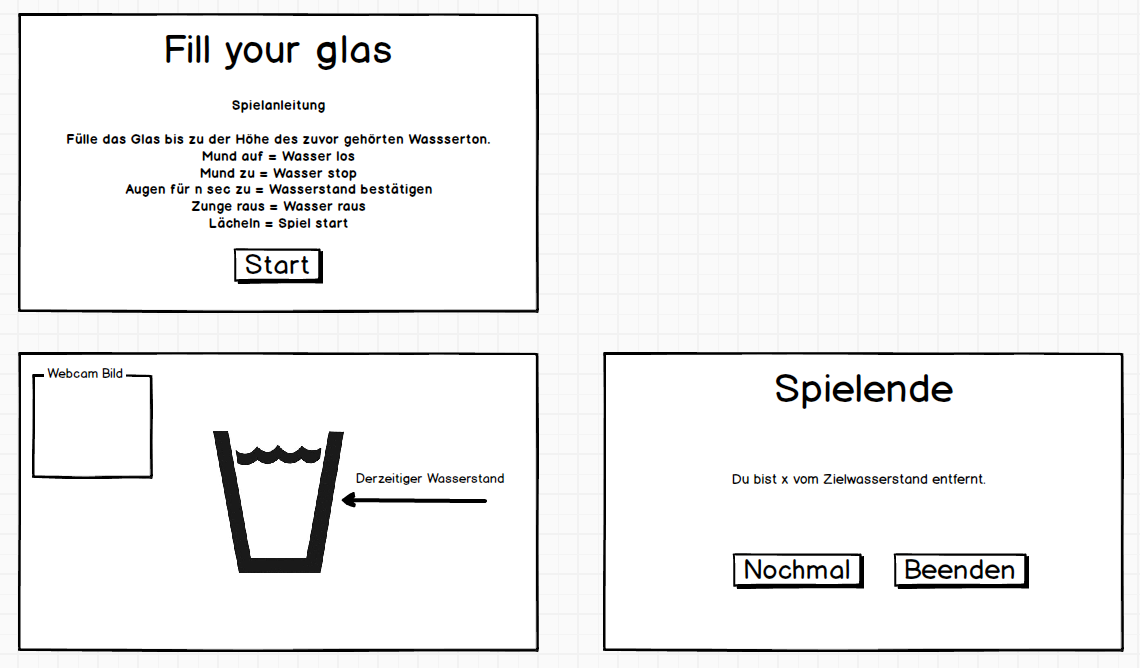 Fill your glas
Spielanleitung
Fülle das Glas bis zu der Höhe des zuvor gehörten Wassserton.
Mund auf = Wasser los
Mund zu = Wasser stop
Augen für n sec zu = Wasserstand bestätigen
Zunge raus = Wasser raus
Lächeln = Spiel start
Start
Webcam Bild
Derzeitiger Wasserstand
Spielende
Du bist x vom Zielwasserstand entfernt.
Nochmal
Beenden